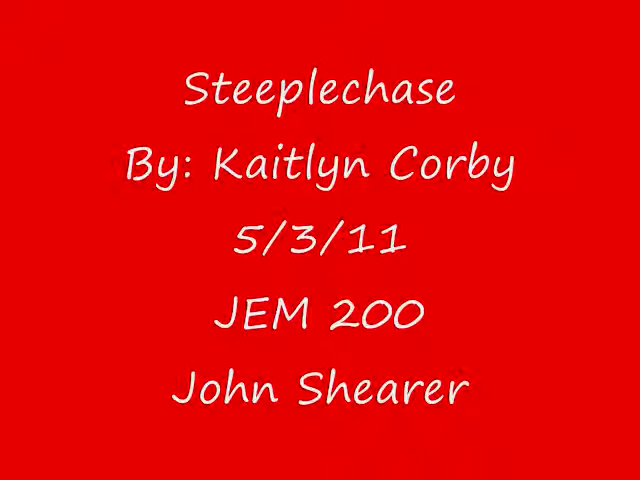 Steeplechase
By: Kaitlyn Corby
5/3/11
JEM 200
John Shearer